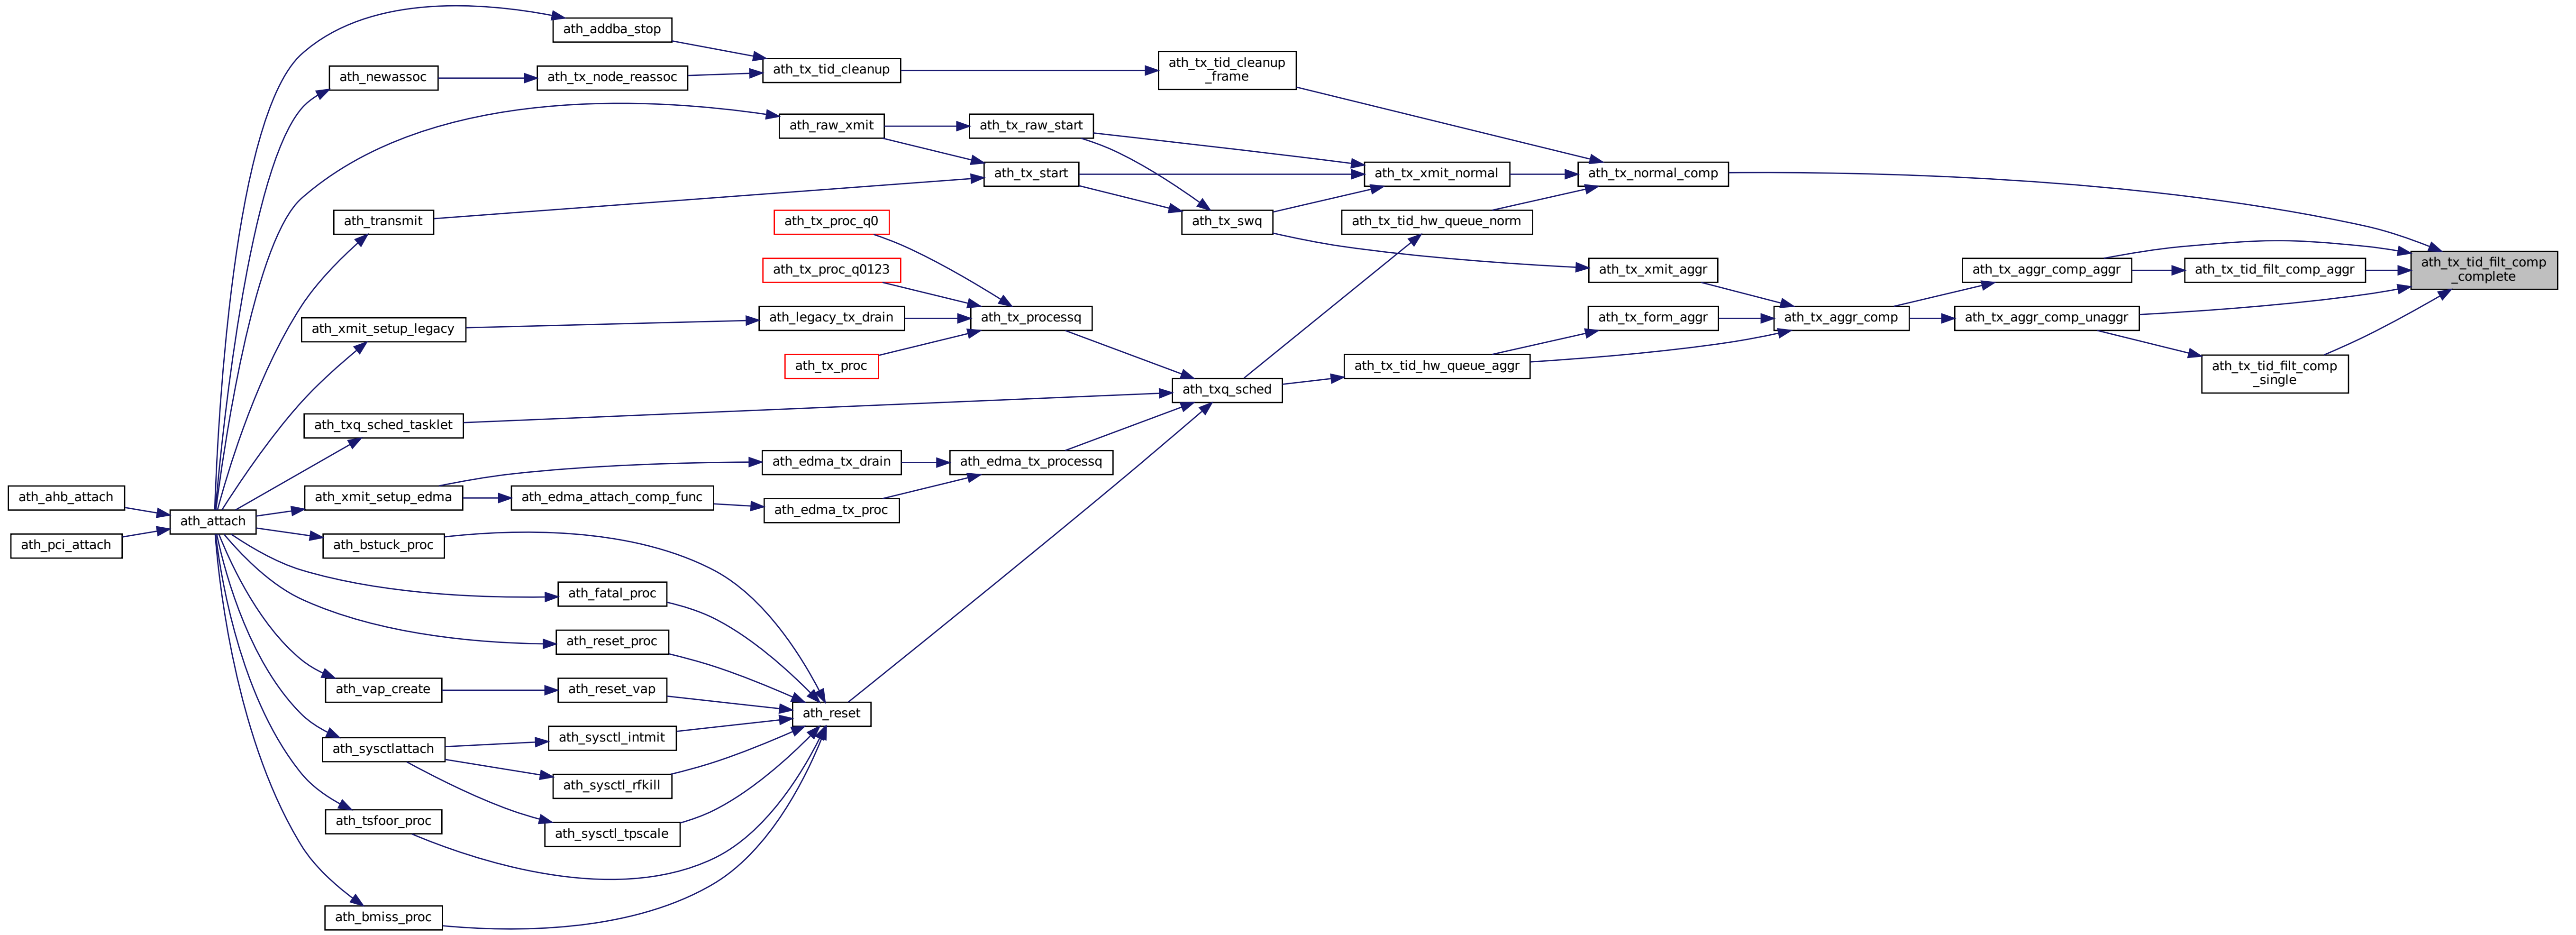 ath_addba_stop
ath_newassoc
ath_tx_node_reassoc
ath_tx_tid_cleanup
ath_tx_tid_cleanup
_frame
ath_raw_xmit
ath_tx_raw_start
ath_tx_start
ath_tx_xmit_normal
ath_tx_normal_comp
ath_transmit
ath_tx_proc_q0
ath_tx_swq
ath_tx_tid_hw_queue_norm
ath_tx_proc_q0123
ath_tx_xmit_aggr
ath_tx_aggr_comp_aggr
ath_tx_tid_filt_comp_aggr
ath_tx_tid_filt_comp
_complete
ath_xmit_setup_legacy
ath_legacy_tx_drain
ath_tx_processq
ath_tx_form_aggr
ath_tx_aggr_comp
ath_tx_aggr_comp_unaggr
ath_tx_proc
ath_tx_tid_hw_queue_aggr
ath_tx_tid_filt_comp
_single
ath_txq_sched
ath_txq_sched_tasklet
ath_edma_tx_drain
ath_edma_tx_processq
ath_ahb_attach
ath_xmit_setup_edma
ath_edma_attach_comp_func
ath_edma_tx_proc
ath_attach
ath_pci_attach
ath_bstuck_proc
ath_fatal_proc
ath_reset_proc
ath_vap_create
ath_reset_vap
ath_reset
ath_sysctl_intmit
ath_sysctlattach
ath_sysctl_rfkill
ath_tsfoor_proc
ath_sysctl_tpscale
ath_bmiss_proc